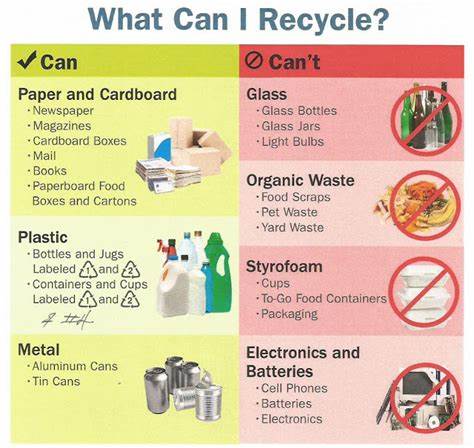 What Can I Recycle?
Can
Paper and Cardboard
· Newspaper
· Magazines
· Cardboard Boxes
· Mail
· Books
· Paperboard Food
Boxes and Cartons
Plastic
· Bottles and Jugs
Labeled 1 and 2
· Containers and Cups
Labeled 1 and 2
Metal
· Aluminum Cans
· Tin Cans
Can't
Glass
· Glass Bottles
· Glass Jars
· Light Bulbs
Organic Waste
· Food Scraps
· Pet Waste
· Yard Waste
Styrofoam
· Cups
· To-Go Food Containers
· Packaging
Electronics and
Batteries
· Cell Phones
· Batteries
· Electronics